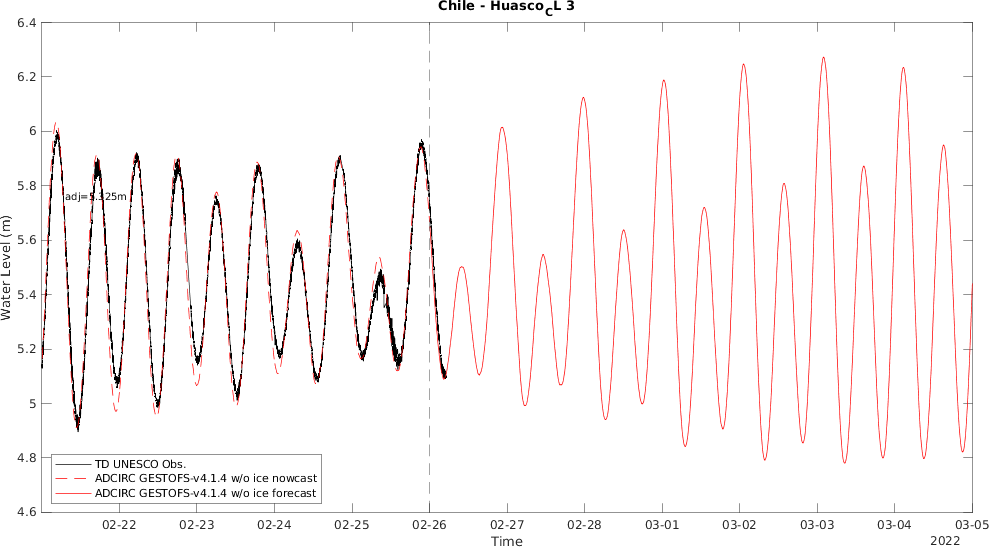 Chile - Huasco_CL 3
6.4
6.2
6
5.8
5.6
5.4
5.2
5
4.8
4.6
Water Level (m)
adj=5.325m
TD UNESCO Obs.
ADCIRC GESTOFS-v4.1.4 w/o ice nowcast
ADCIRC GESTOFS-v4.1.4 w/o ice forecast
02-22 02-23 02-24 02-25 02-26 02-27 02-28 03-01 03-02 03-03 03-04 03-05
Time
2022